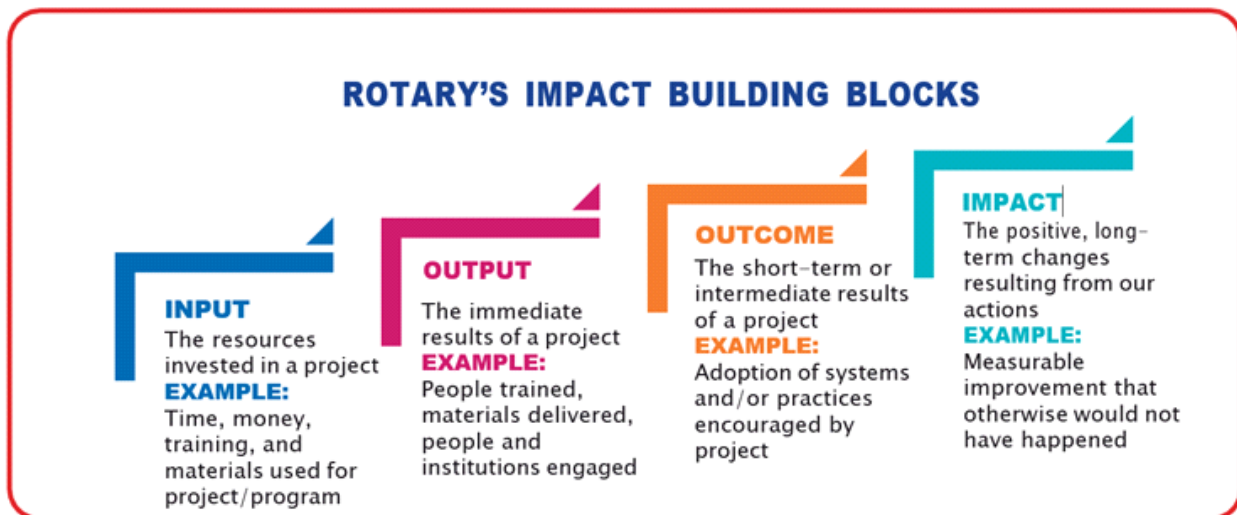 ROTARY'S IMPACT BUILDING BLOCKS
INPUT
The resources
invested in a project
EXAMPLE:
Time, money,
training, and
materials used for
project/program
OUTPUT
The immediate
results of a project
EXAMPLE:
People trained,
materials delivered,
people and
institutions engaged
OUTCOME
The short-term or
intermediate results
of a project
EXAMPLE:
Adoption of systems
and/or practices
encouraged by
project
IMPACT
The positive, long-
term changes
resulting from our
actions
EXAMPLE:
Measurable
improvement that
otherwise would not
have happened